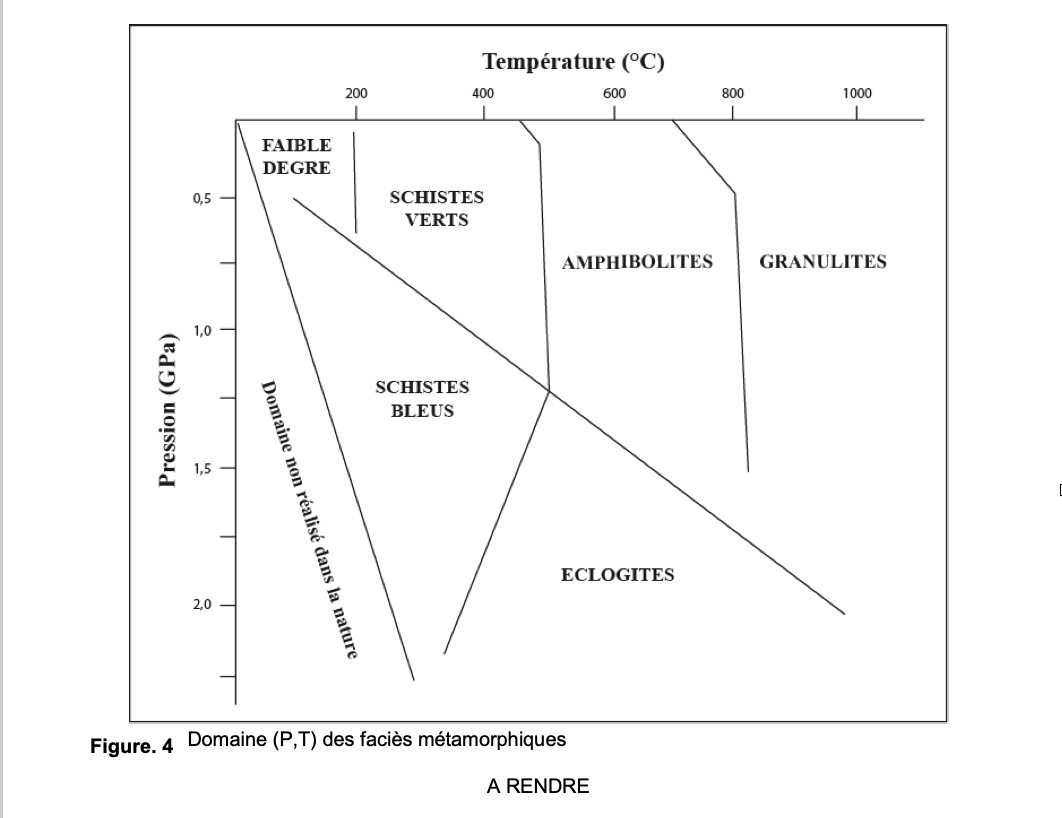 Température (°C)
200 400 600 800 1000
FAIBLE
DEGRE
SCHISTES
VERTS
0,5
AMPHIBOLITES
GRANULITES
1,0
Pression (GPa)
SCHISTES
BLEUS
Domaine non réalisé dans la nature
1,5
ECLOGITES
2,0
Figure. 4 Domaine (P,T) des faciès métamorphiques
A RENDRE